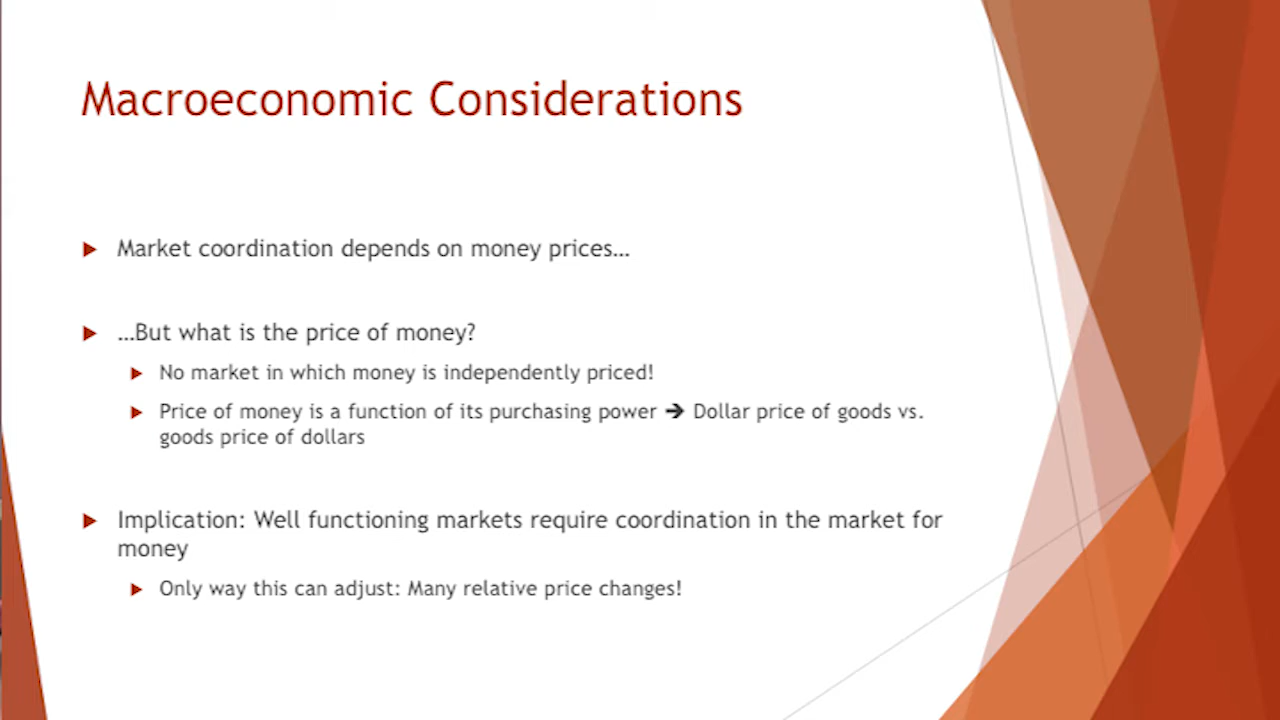 Macroeconomic Considerations
Market coordination depends on money prices…
…But what is the price of money?
No market in which money is independently priced!
Price of money is a function of its purchasing power ➔ Dollar price of goods vs.
goods price of dollars
Implication: Well functioning markets require coordination in the market for
money
Only way this can adjust: Many relative price changes!